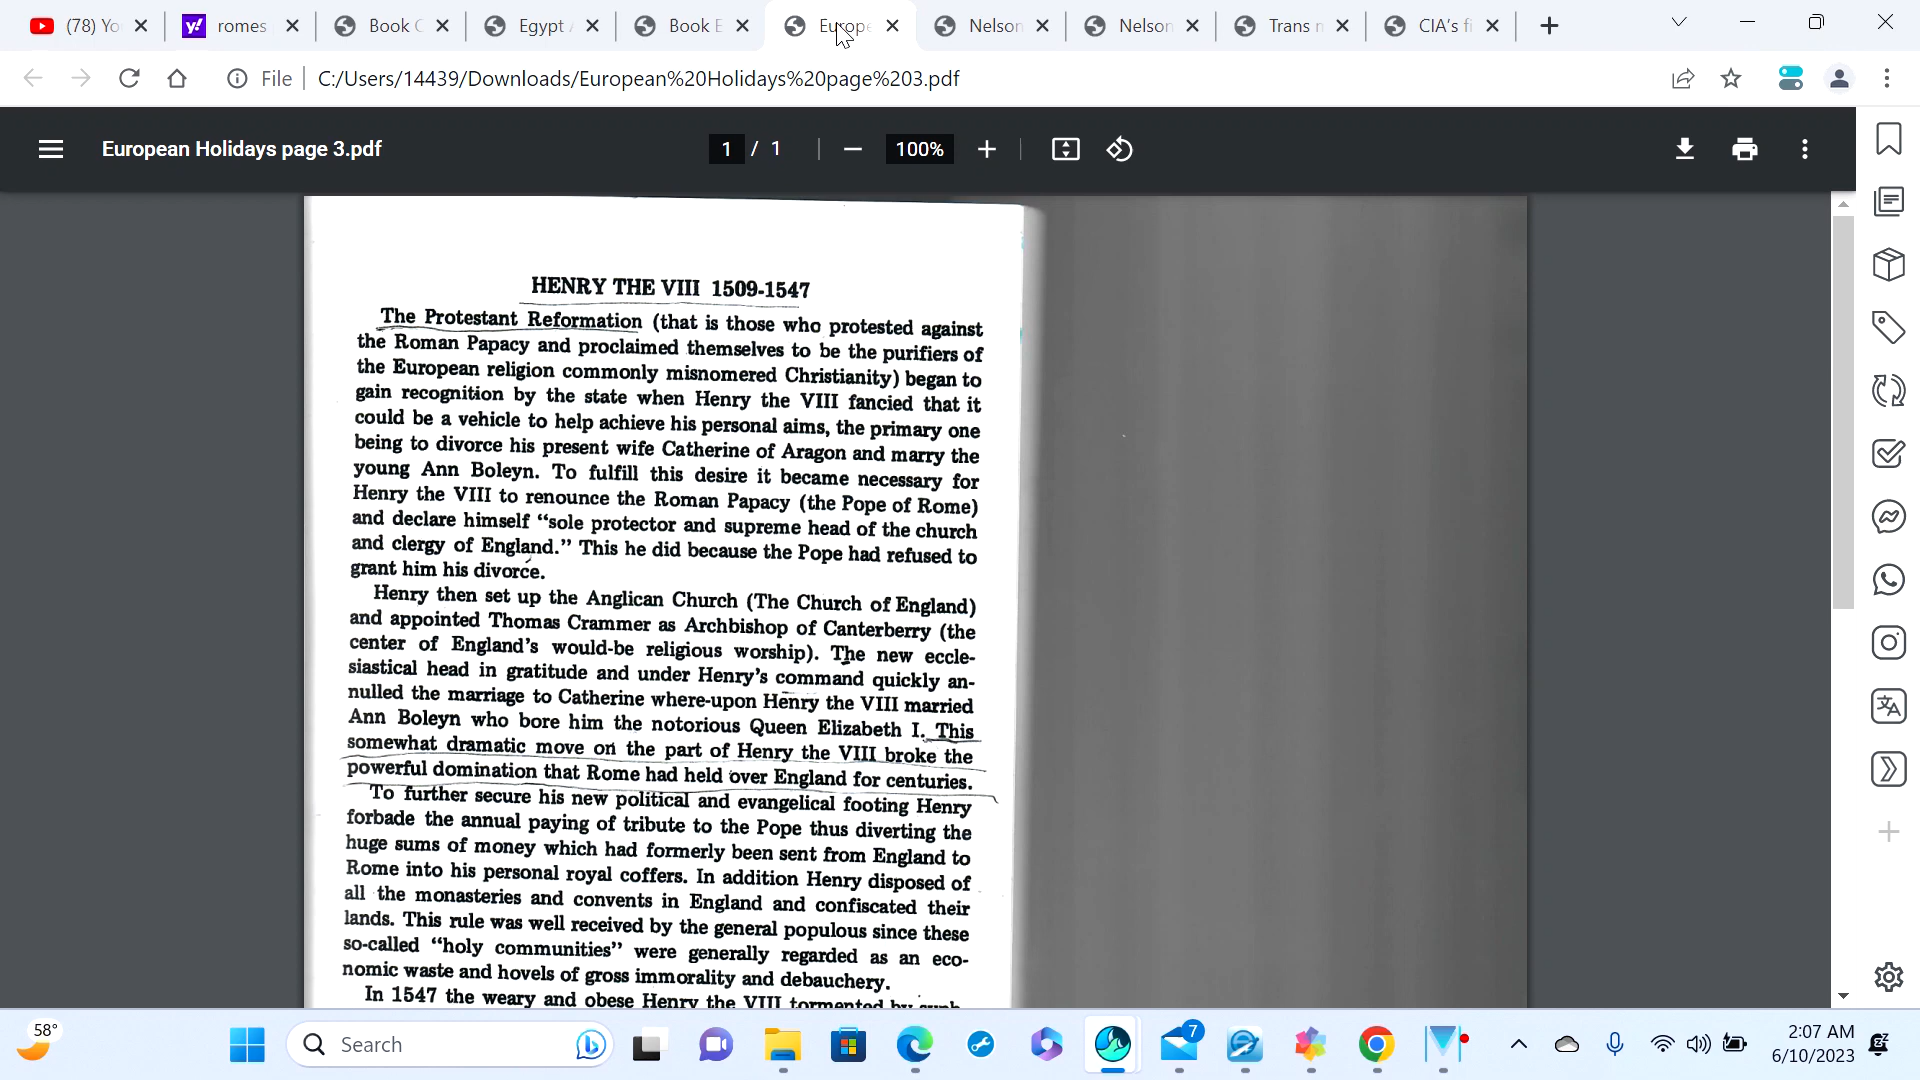 (78) Yo
romes
Book C
Egypt
Book E
Europe
Nelson
Nelson
Trans n
CIA's fi
File
C:/Users/14439/Downloads/European%20Holidays%20page%203.pdf
European Holidays page 3.pdf
1 / 1
100%
HENRY THE VIII 1509-1547
The Protestant Reformation (that is those who protested against
the Roman Papacy and proclaimed themselves to be the purifiers of
the European religion commonly misnomered Christianity) began to
gain recognition by the state when Henry the VIII fancied that it
could be a vehicle to help achieve his personal aims, the primary one
being to divorce his present wife Catherine of Aragon and marry the
young Ann Boleyn. To fulfill this desire it became necessary for
Henry the VIII to renounce the Roman Papacy (the Pope of Rome)
and declare himself “sole protector and supreme head of the church
and clergy of England.” This he did because the Pope had refused to
grant him his divorce.
Henry then set up the Anglican Church (The Church of England)
and appointed Thomas Crammer as Archbishop of Canterberry (the
center of England's would-be religious worship). The new eccle-
siastical head in gratitude and under Henry's command quickly an-
nulled the marriage to Catherine where-upon Henry the VIII married
Ann Boleyn who bore him the notorious Queen Elizabeth I. This
somewhat dramatic move on the part of Henry the VIII broke the
powerful domination that Rome had held over England for centuries.
To further secure his new political and evangelical footing Henry
forbade the annual paying of tribute to the Pope thus diverting the
huge sums of money which had formerly been sent from England to
Rome into his personal royal coffers. In addition Henry disposed of
all the monasteries and convents in England and confiscated their
lands. This rule was well received by the general populous since these
so-called “holy communities” were generally regarded as an eco-
nomic waste and hovels of gross immorality and debauchery.
In 1547 the weary and obese Henry the VIII tormented by
58°
Search
7
2:07 AM
6/10/2023